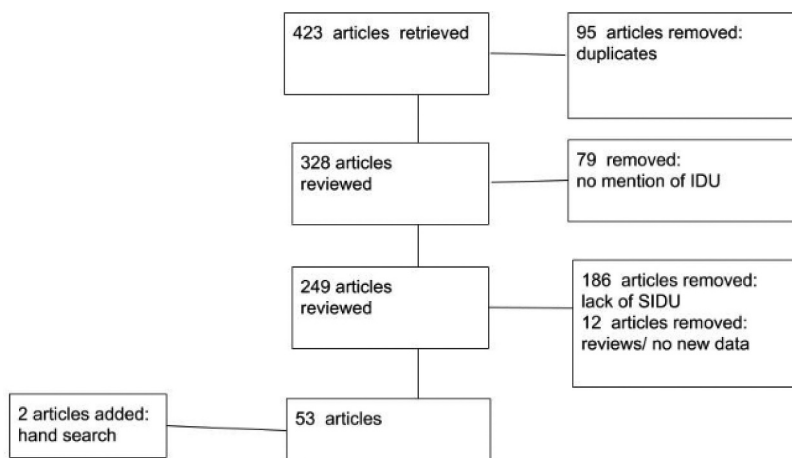 423 articles retrieved
95 articles removed:
duplicates
328 articles
reviewed
79 removed:
no mention of IDU
249 articles
reviewed
186 articles removed:
lack of SIDU
12 articles removed:
reviews/ no new data
2 articles added:
hand search
53 articles